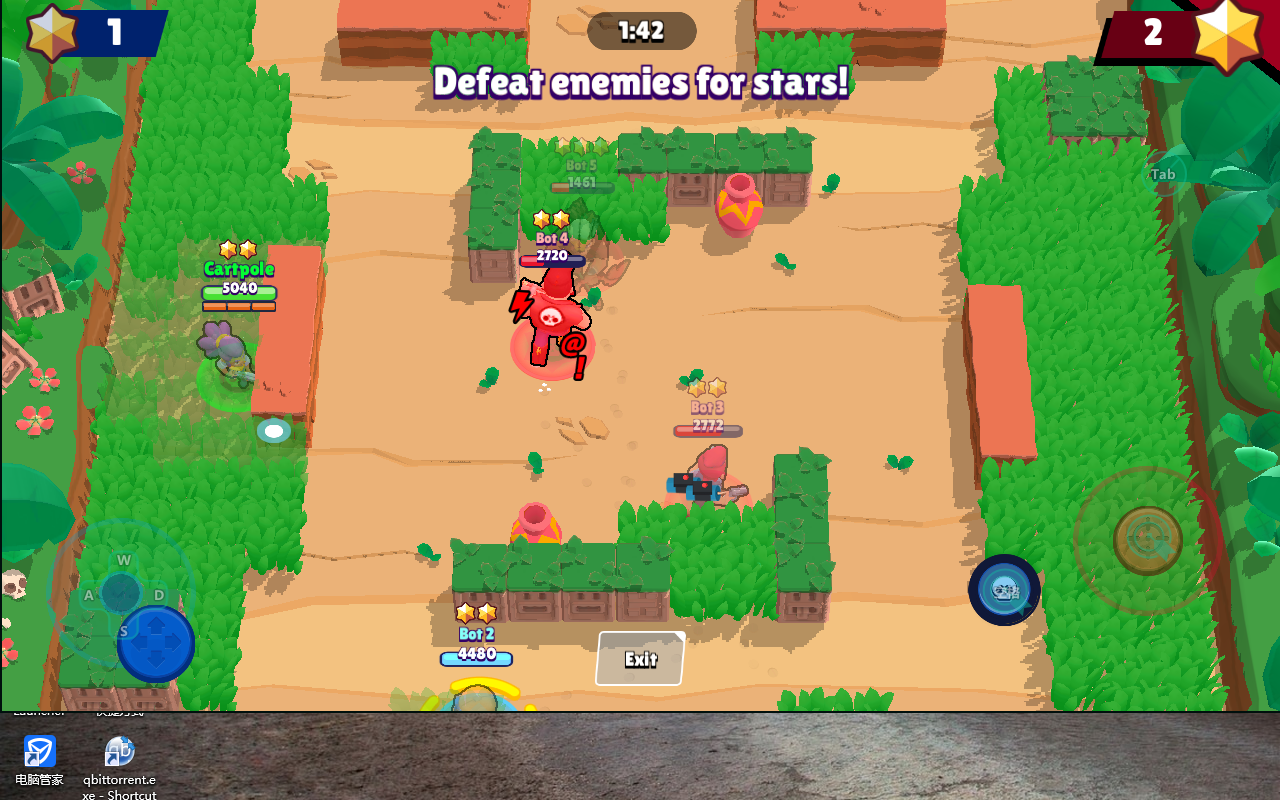 1
1:42
2
Defeat enemies for stars!
Bot 5
1461
Tab
Bot 4
2720
Cartpole
5040
Bot 3
2772
W
A
D
S
Bot 2
4480
Exit
电脑管家
qbittorrent.e
xe - Shortcut